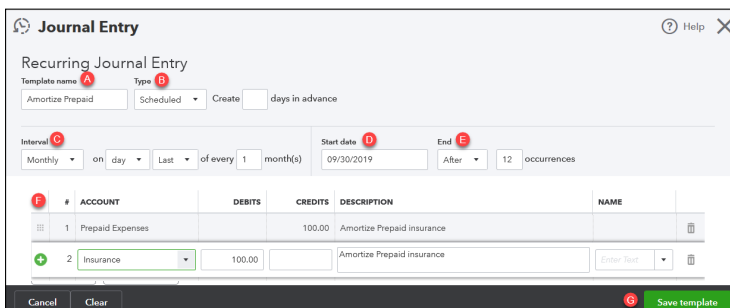 Journal Entry
? Help
Recurring Journal Entry
Template name A Type B
Amortize Prepaid Scheduled Create days in advance
Interval C Start date D End E
Monthly on day Last of every 1 month(s) 09/30/2019 After 12 occurrences
F # ACCOUNT DEBITS CREDITS DESCRIPTION NAME
1 Prepaid Expenses 100.00 Amortize Prepaid insurance
2 Insurance 100.00 Amortize Prepaid insurance Enter Text
Cancel Clear G Save template